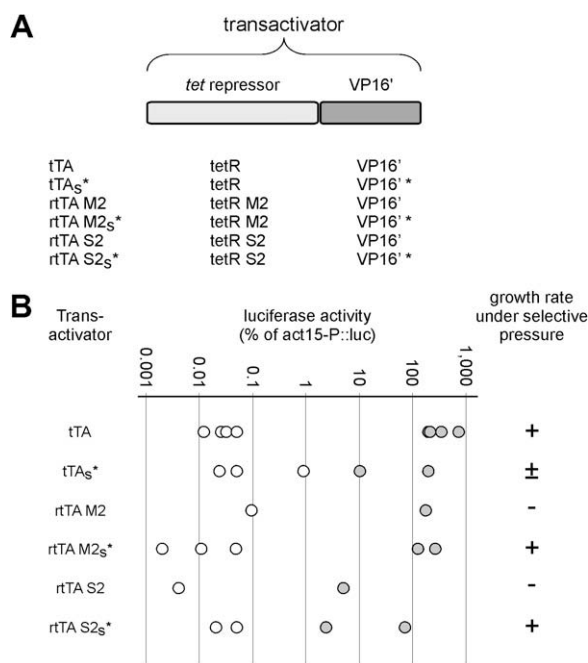 A
transactivator
tet repressor VP16'
tTA tetR VP16'
tTAs* tetR VP16' *
rtTA M2 tetR M2 VP16'
rtTA M2s* tetR M2 VP16' *
rtTA S2 tetR S2 VP16'
rtTA S2s* tetR S2 VP16' *
B
Trans-
activator
luciferase activity
(% of act15-P::luc)
growth rate
under selective
pressure
0.001 0.01 0.1 1 10 100 1,000
tTA +
tTAs* ±
rtTA M2 -
rtTA M2s* +
rtTA S2 -
rtTA S2s* +